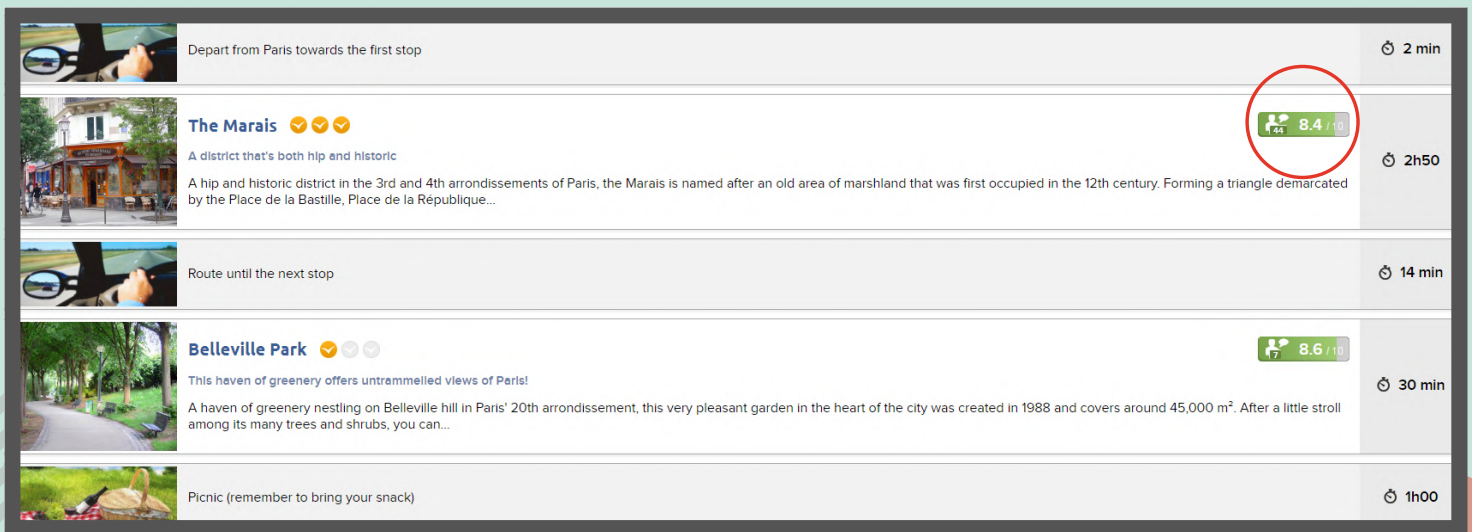 Depart from Paris towards the first stop
2 min
The Marais
44
8.4 / 10
A district that's both hip and historic
2h50
A hip and historic district in the 3rd and 4th arrondissements of Paris, the Marais is named after an old area of marshland that was first occupied in the 12th century. Forming a triangle demarcated
by the Place de la Bastille, Place de la République...
Route until the next stop
14 min
Belleville Park
7
8.6 / 10
This haven of greenery offers untrammelled views of Paris!
30 min
A haven of greenery nestling on Belleville hill in Paris' 20th arrondissement, this very pleasant garden in the heart of the city was created in 1988 and covers around 45,000 m². After a little stroll
among its many trees and shrubs, you can...
Picnic (remember to bring your snack)
1h00